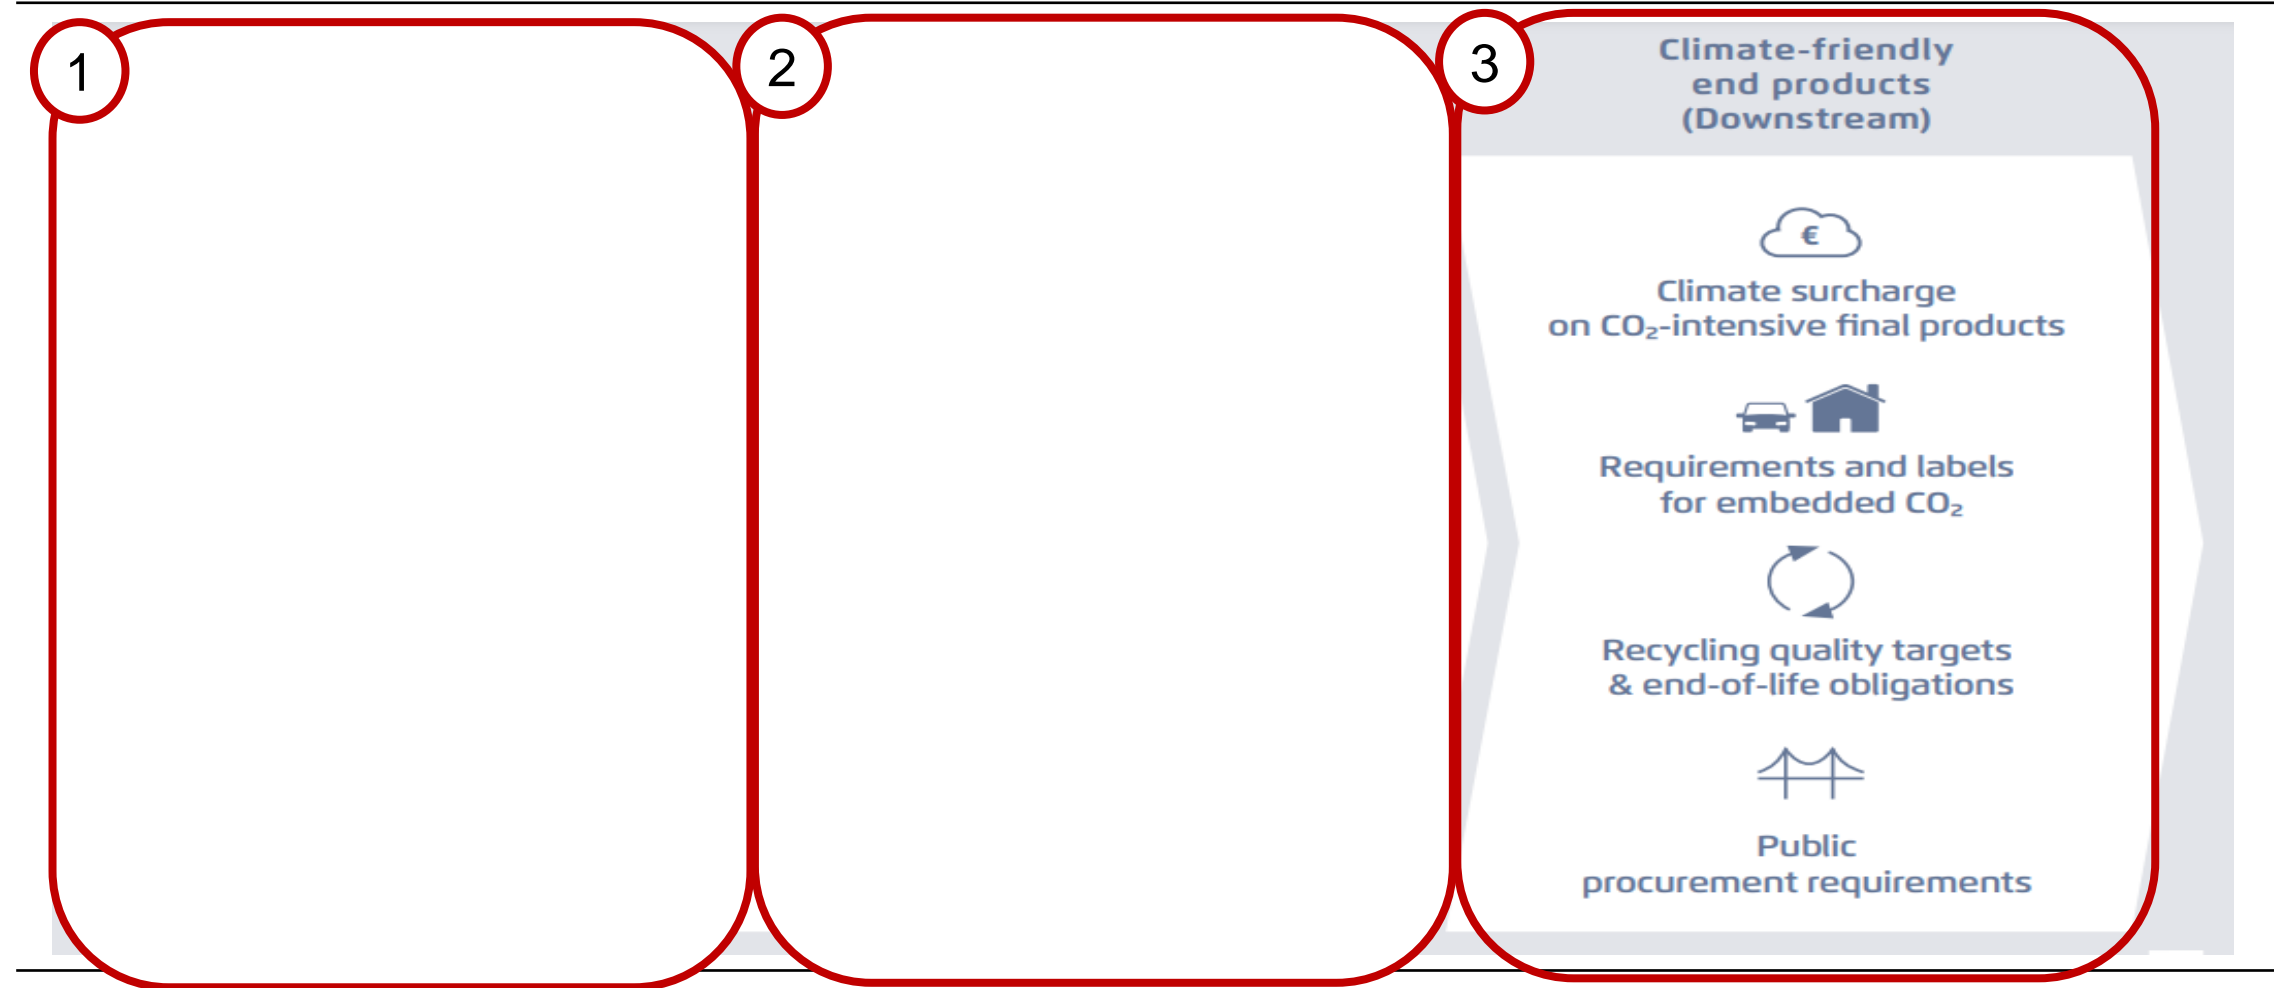 1
2
3
Climate-friendly
end products
(Downstream)
€
Climate surcharge
on CO₂-intensive final products
Requirements and labels
for embedded CO₂
Recycling quality targets
& end-of-life obligations
Public
procurement requirements